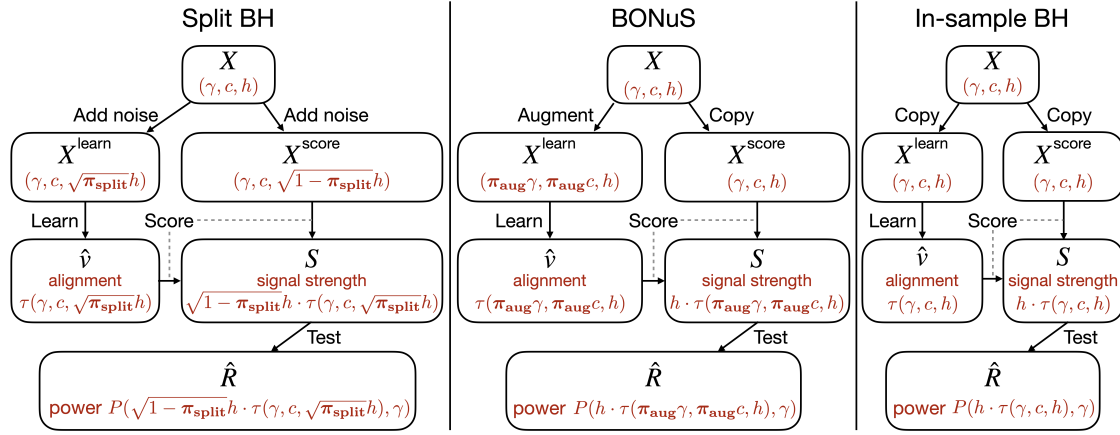 Split BH
X
(γ, c, h)
Add noise
Add noise
X^learn
(γ, c, √π_split h)
X^score
(γ, c, √1 − π_split h)
Learn
Score
v̂
alignment
τ(γ, c, √π_split h)
S
signal strength
√1 − π_split h · τ(γ, c, √π_split h)
Test
R̂
power P(√1 − π_split h · τ(γ, c, √π_split h), γ)
BONuS
X
(γ, c, h)
Augment
Copy
X^learn
(π_aug γ, π_aug c, h)
X^score
(γ, c, h)
Learn
Score
v̂
alignment
τ(π_aug γ, π_aug c, h)
S
signal strength
h · τ(π_aug γ, π_aug c, h)
Test
R̂
power P(h · τ(π_aug γ, π_aug c, h), γ)
In-sample BH
X
(γ, c, h)
Copy
Copy
X^learn
(γ, c, h)
X^score
(γ, c, h)
Learn
Score
v̂
alignment
τ(γ, c, h)
S
signal strength
h · τ(γ, c, h)
Test
R̂
power P(h · τ(γ, c, h), γ)